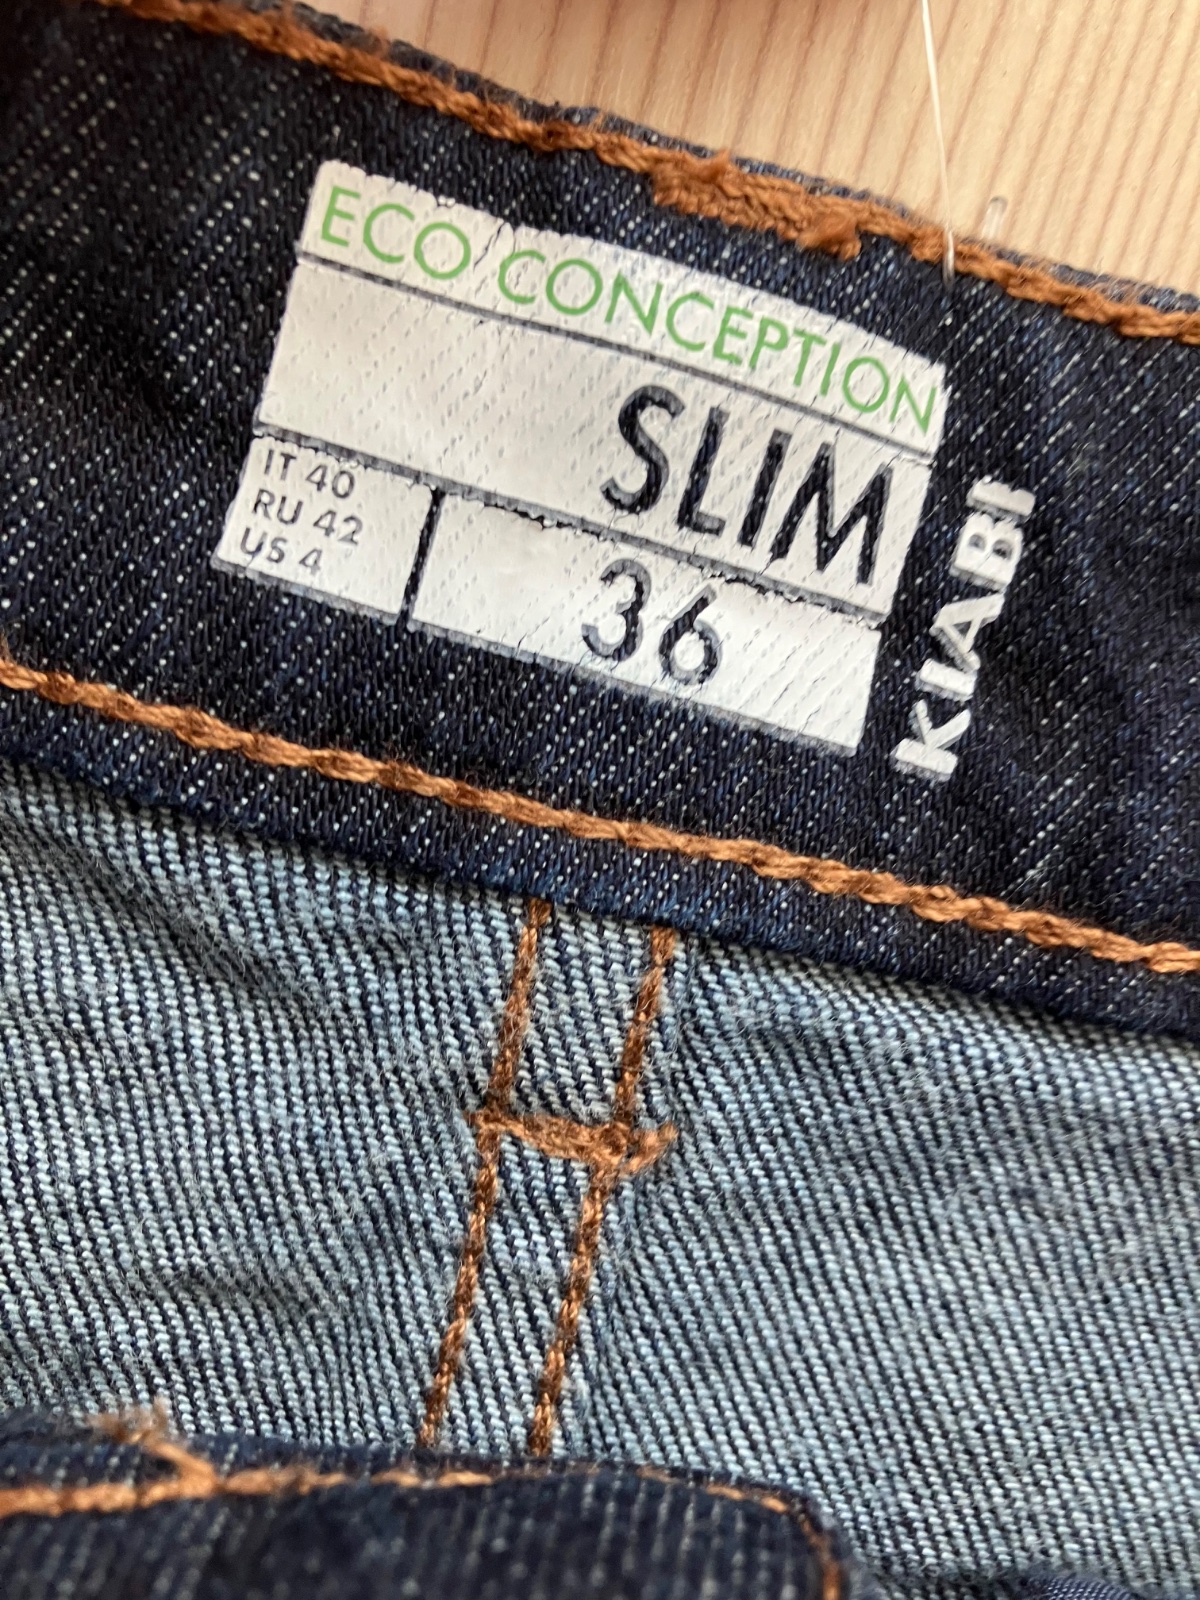 ECO CONCEPTION
SLIM
IT 40
RU 42
US 4
36
KIABI